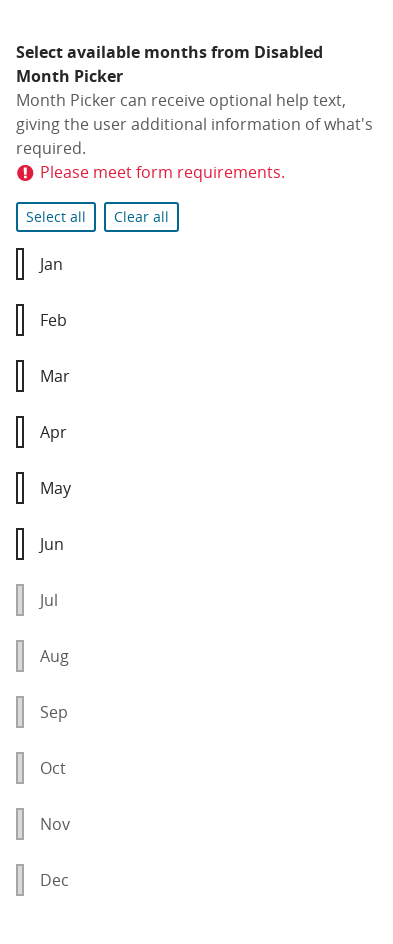 Select available months from Disabled
Month Picker
Month Picker can receive optional help text,
giving the user additional information of what's
required.
Please meet form requirements.
Select all Clear all
Jan
Feb
Mar
Apr
May
Jun
Jul
Aug
Sep
Oct
Nov
Dec